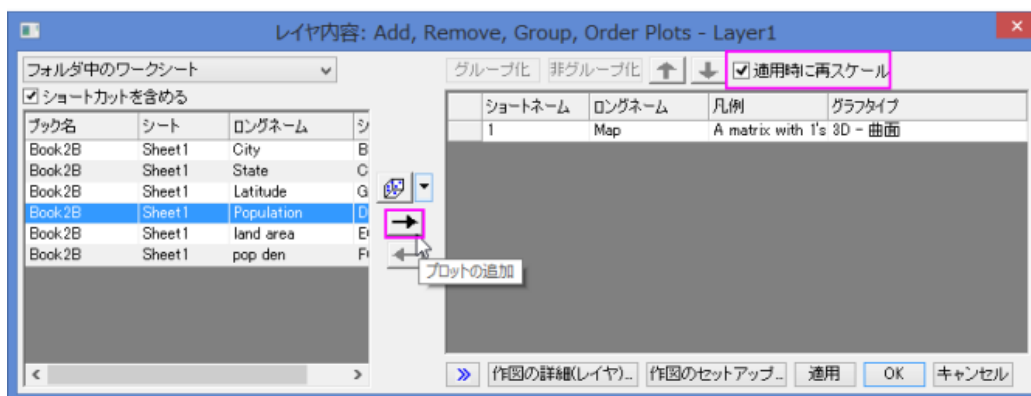 レイヤ内容: Add, Remove, Group, Order Plots - Layer1
フォルダ中のワークシート
グループ化 非グループ化 適用時に再スケール
ショートカットを含める
ブック名 シート ロングネーム シ
Book2B Sheet1 City B
Book2B Sheet1 State C
Book2B Sheet1 Latitude G
Book2B Sheet1 Population D
Book2B Sheet1 land area E
Book2B Sheet1 pop den F
ショートネーム ロングネーム 凡例 グラフタイプ
1 Map A matrix with 1's 3D - 曲面
プロットの追加
作図の詳細(レイヤ)... 作図のセットアップ... 適用 OK キャンセル